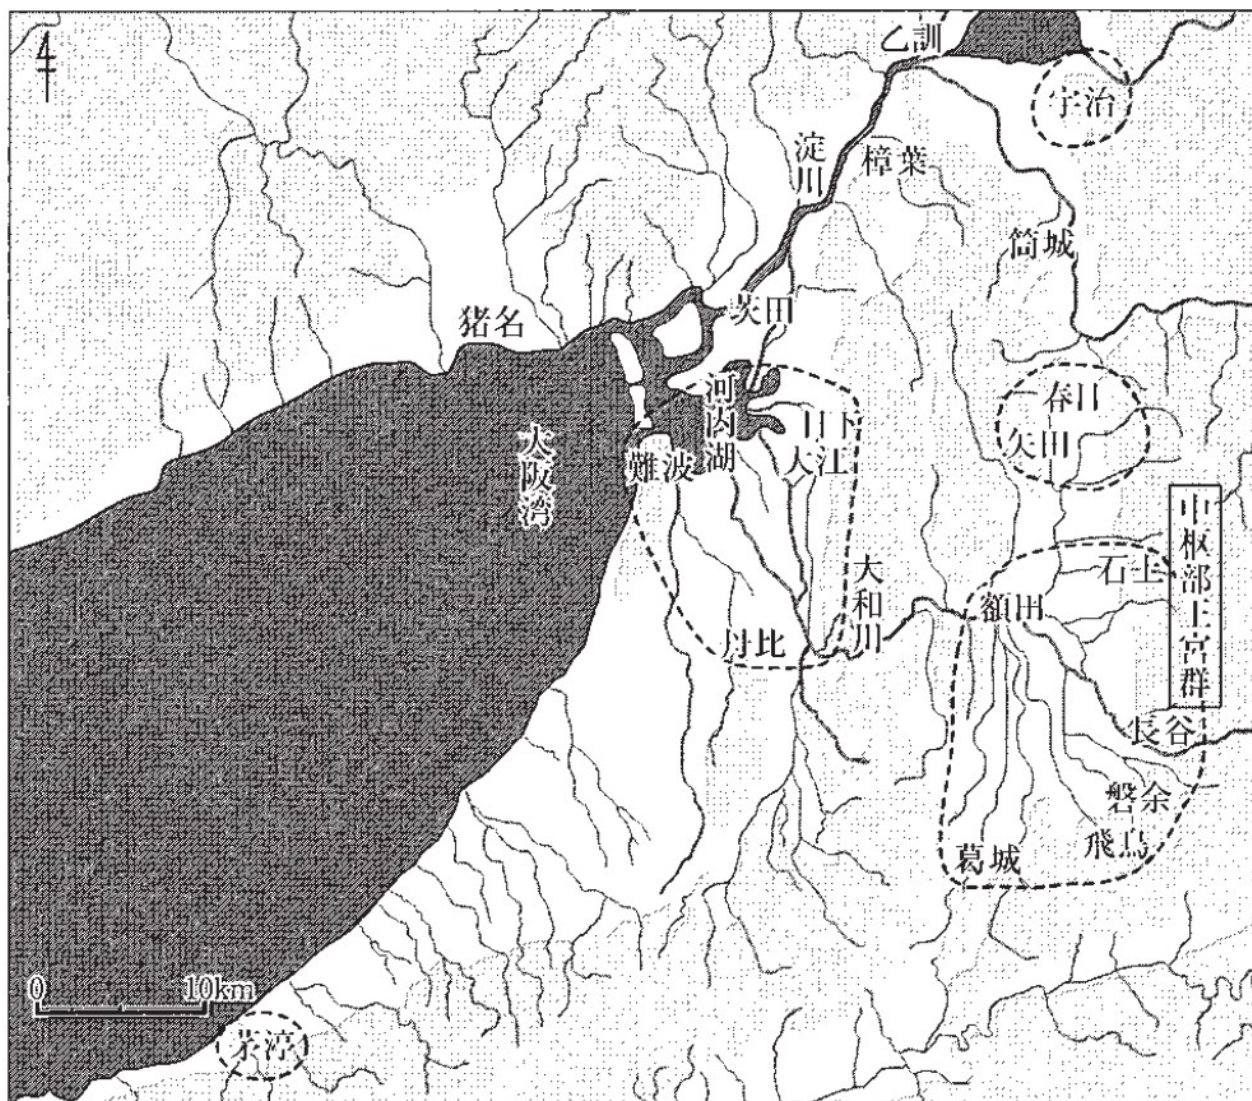 乙訓
宇治
淀川
樟葉
筒城
茨田
猪名
河内湖
春日
矢田
日下
大江
難波
大阪湾
中枢部王宮群
石上
大和川
額田
丹比
長谷
磐余
飛鳥
葛城
0 10km
茅渟